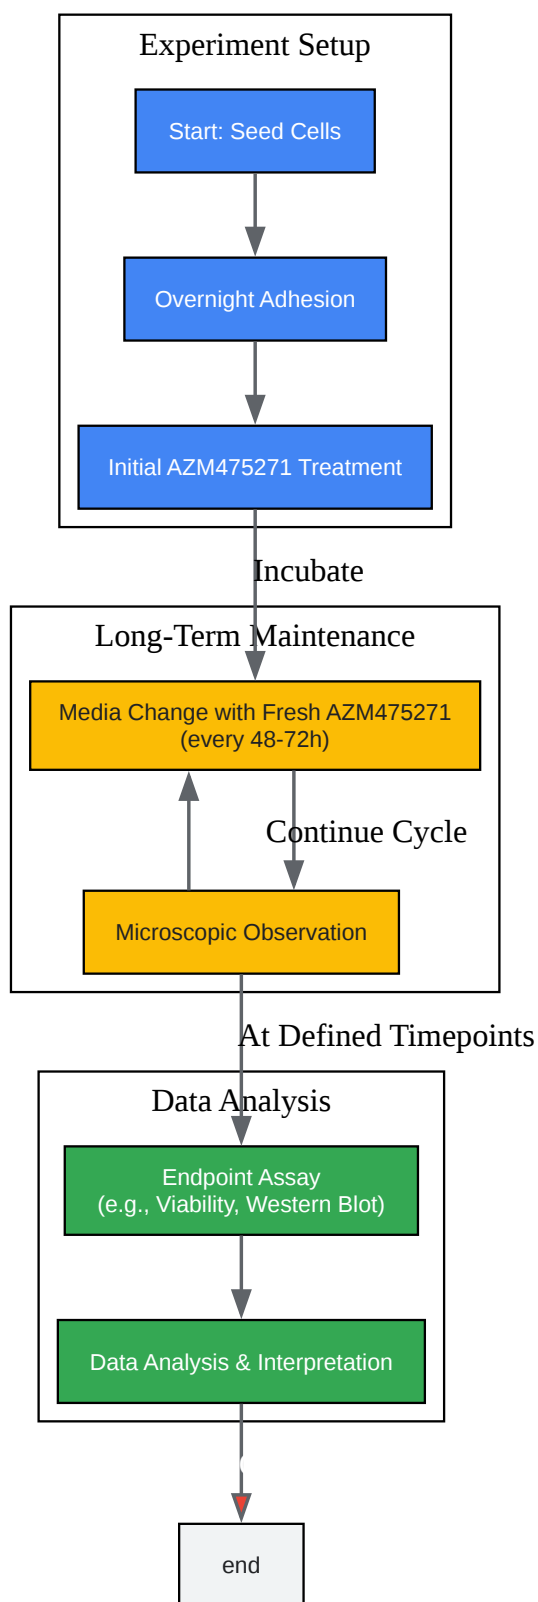 Experiment Setup
Start: Seed Cells
Overnight Adhesion
Initial AZM475271 Treatment
Incubate
Long-Term Maintenance
Media Change with Fresh AZM475271
(every 48-72h)
Continue Cycle
Microscopic Observation
At Defined Timepoints
Data Analysis
Endpoint Assay
(e.g., Viability, Western Blot)
Data Analysis & Interpretation
end